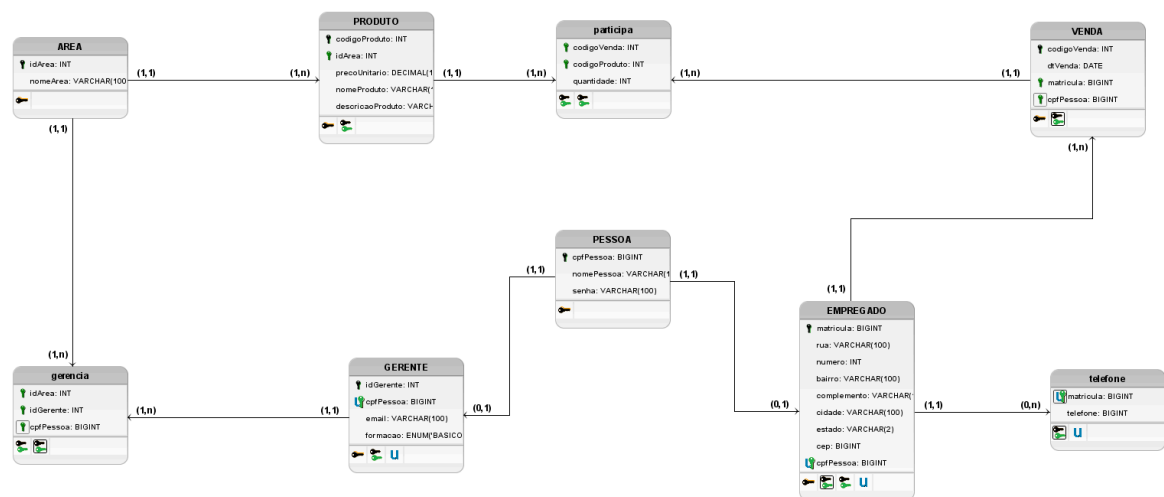 AREA
idArea: INT
nomeArea: VARCHAR(100
(1,1)
(1,n)
PRODUTO
codigoProduto: INT
idArea: INT
precoUnitario: DECIMAL(1
nomeProduto: VARCHAR(1
descricaoProduto: VARCH
(1,1)
(1,n)
participa
codigoVenda: INT
codigoProduto: INT
quantidade: INT
(1,n)
(1,1)
VENDA
codigoVenda: INT
dtVenda: DATE
matricula: BIGINT
cpfPessoa: BIGINT
(1,1)
(1,n)
PESSOA
cpfPessoa: BIGINT
nomePessoa: VARCHAR(1
senha: VARCHAR(100)
(1,1)
(1,1)
(1,1)
(1,n)
gerencia
idArea: INT
idGerente: INT
cpfPessoa: BIGINT
(1,n)
(1,1)
GERENTE
idGerente: INT
cpfPessoa: BIGINT
email: VARCHAR(100)
formacao: ENUM('BASICO
U
(0,1)
(0,1)
EMPREGADO
matricula: BIGINT
rua: VARCHAR(100)
numero: INT
bairro: VARCHAR(100)
complemento: VARCHAR(
cidade: VARCHAR(100)
estado: VARCHAR(2)
cep: BIGINT
cpfPessoa: BIGINT
U
(1,1)
(0,n)
telefone
matricula: BIGINT
telefone: BIGINT
U